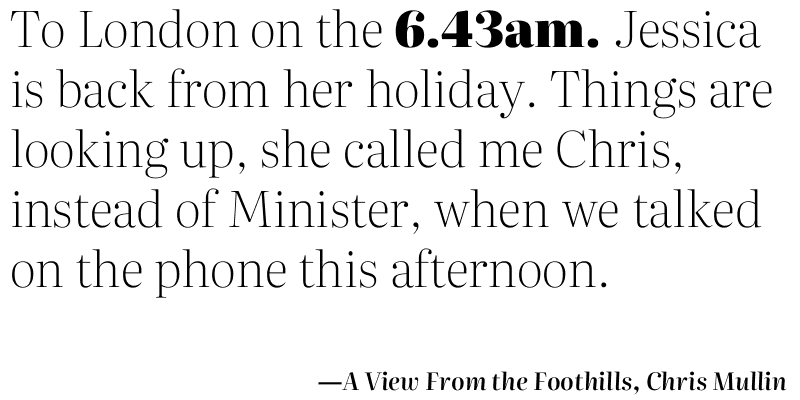 To London on the 6.43am. Jessica
is back from her holiday. Things are
looking up, she called me Chris,
instead of Minister, when we talked
on the phone this afternoon.
—A View From the Foothills, Chris Mullin